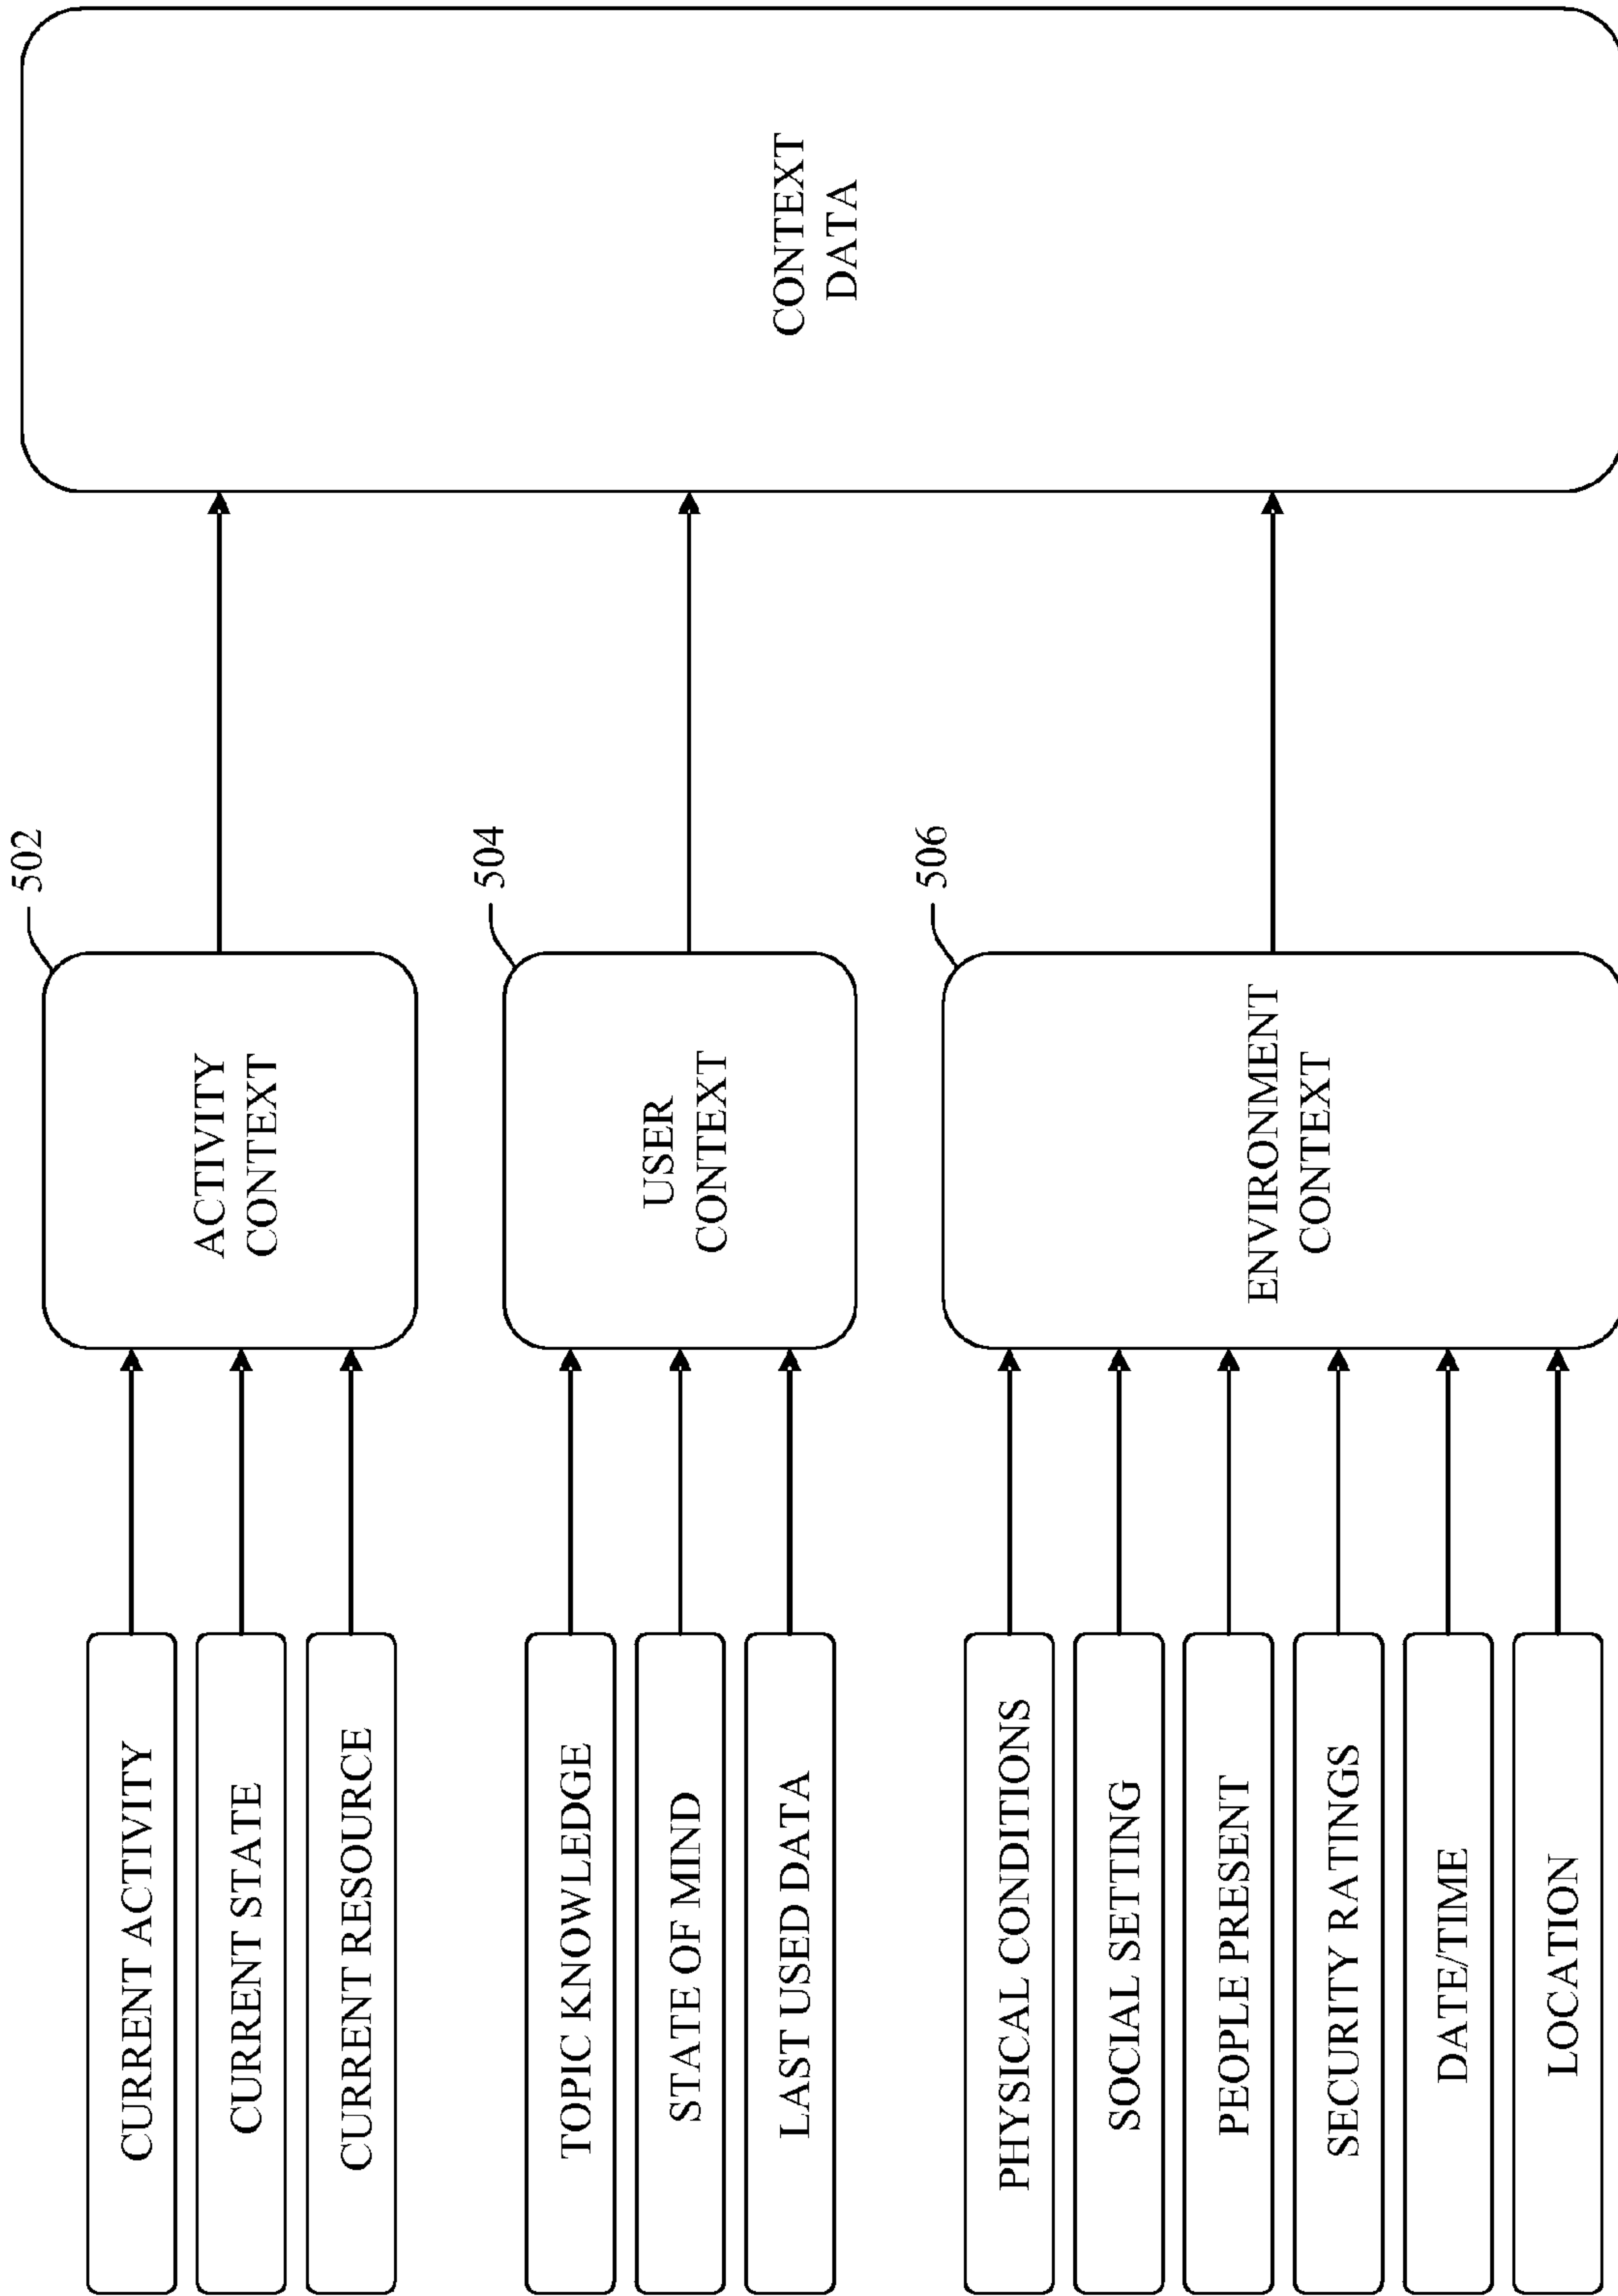 CURRENT ACTIVITY
CURRENT STATE
CURRENT RESOURCE
502
ACTIVITY
CONTEXT
TOPIC KNOWLEDGE
STATE OF MIND
LAST USED DATA
504
USER
CONTEXT
PHYSICAL CONDITIONS
SOCIAL SETTING
PEOPLE PRESENT
SECURITY RATINGS
DATE/TIME
LOCATION
506
ENVIRONMENT
CONTEXT
CONTEXT
DATA